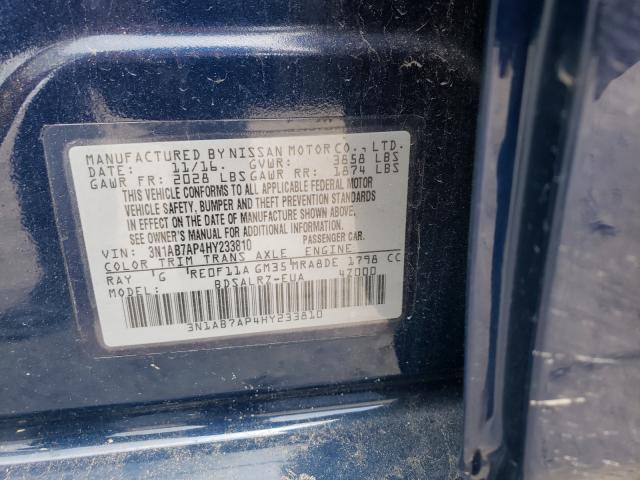 MANUFACTURED BY NISSAN MOTOR CO., LTD.
DATE: 11/16. GVWR: 3858 LBS
GAWR FR: 2028 LBS GAWR RR: 1874 LBS
THIS VEHICLE CONFORMS TO ALL APPLICABLE FEDERAL MOTOR
VEHICLE SAFETY, BUMPER AND THEFT PREVENTION STANDARDS
IN EFFECT ON THE DATE OF MANUFACTURE SHOWN ABOVE.
SEE OWNER'S MANUAL FOR ADDITIONAL INFORMATION.
VIN: 3N1AB7AP4HY233810 PASSENGER CAR.
COLOR TRIM TRANS AXLE ENGINE
RAY G RE0F11A GM35 MRA8DE 1798 CC
MODEL: BDSALRZ-EUA 4Z000
3N1AB7AP4HY233810